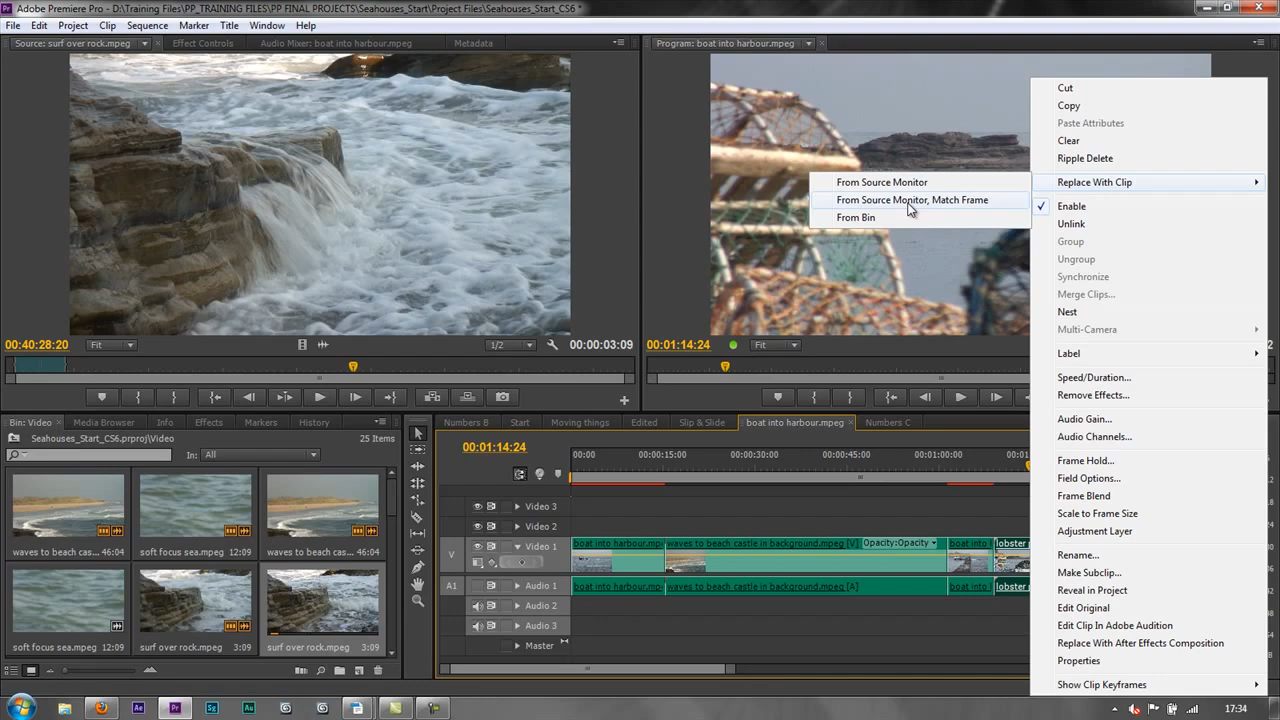 Adobe Premiere Pro - D:\Training Files\PP_TRAINING FILES\PP FINAL PROJECTS\Seahouses_Start\Project Files\Seahouses_Start_CS6 *
File Edit Project Clip Sequence Marker Title Window Help
Source: surf over rock.mpeg Effect Controls Audio Mixer: boat into harbour.mpeg Metadata
Program: boat into harbour.mpeg
Cut
Copy
Paste Attributes
Clear
Ripple Delete
Replace With Clip
Enable
Unlink
Group
Ungroup
Synchronize
Merge Clips...
Nest
Multi-Camera
Label
Speed/Duration...
Remove Effects...
Audio Gain...
Audio Channels...
Frame Hold...
Field Options...
Frame Blend
Scale to Frame Size
Adjustment Layer
Rename...
Make Subclip...
Reveal in Project
Edit Original
Edit Clip In Adobe Audition
Replace With After Effects Composition
Properties
Show Clip Keyframes
From Source Monitor
From Source Monitor, Match Frame
From Bin
00:40:28:20 Fit 1/2 00:00:03:09
00:01:14:24 Fit
Bin: Video Media Browser Info Effects Markers History
Seahouses_Start_CS6.prproj\Video 25 Items
In: All
waves to beach cas... 46:04 soft focus sea.mpeg 12:09 waves to beach cas... 46:04
soft focus sea.mpeg 12:09 surf over rock.mpeg 3:09 surf over rock.mpeg 3:09
Numbers B Start Moving things Edited Slip & Slide boat into harbour.mpeg Numbers C
00:01:14:24
00:00 00:00:15:00 00:00:30:00 00:00:45:00 00:01:00:00
Video 3
Video 2
V Video 1 boat into harbour.mp waves to beach castle in background.mpeg [V] Opacity:Opacity boat into lobster
A1 Audio 1 boat into harbour.mp waves to beach castle in background.mpeg [A] boat into lobster
Audio 2
Audio 3
Master
Pr Ae Pr Sg Au
17:34